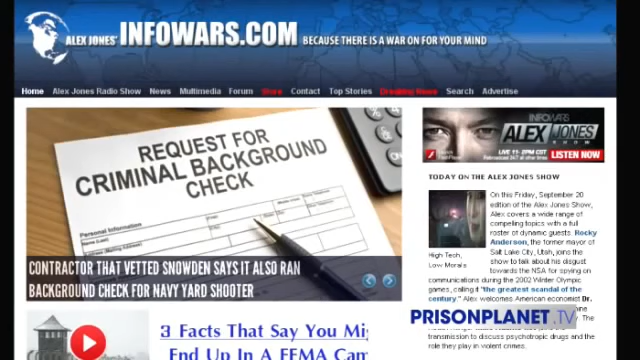 ALEX JONES' INFOWARS.COM BECAUSE THERE IS A WAR ON FOR YOUR MIND
Home Alex Jones Radio Show News Multimedia Forum Store Contact Top Stories Breaking News Search Advertise
REQUEST FOR
CRIMINAL BACKGROUND
CHECK
Personal Information
CONTRACTOR THAT VETTED SNOWDEN SAYS IT ALSO RAN
BACKGROUND CHECK FOR NAVY YARD SHOOTER
INFOWARS
ALEX
JONES
SHOW
LIVE 11-2PM CST
LISTEN NOW
TODAY ON THE ALEX JONES SHOW
On this Friday, September 20
edition of the Alex Jones Show,
Alex covers a wide range of
compelling topics with a full
roster of dynamic guests. Rocky
Anderson, the former mayor of
Salt Lake City, Utah, joins the
show to talk about his disgust
towards the NSA for spying on
High Tech,
Low Morals
communications during the 2002 Winter Olympic
games, calling it "the greatest scandal of the
century." Alex welcomes American economist Dr.
PRISONPLANET.TV
transmission to discuss psychotropic drugs and the
role they play in violent crimes.
3 Facts That Say You Mig
End Up In A FEMA Cam